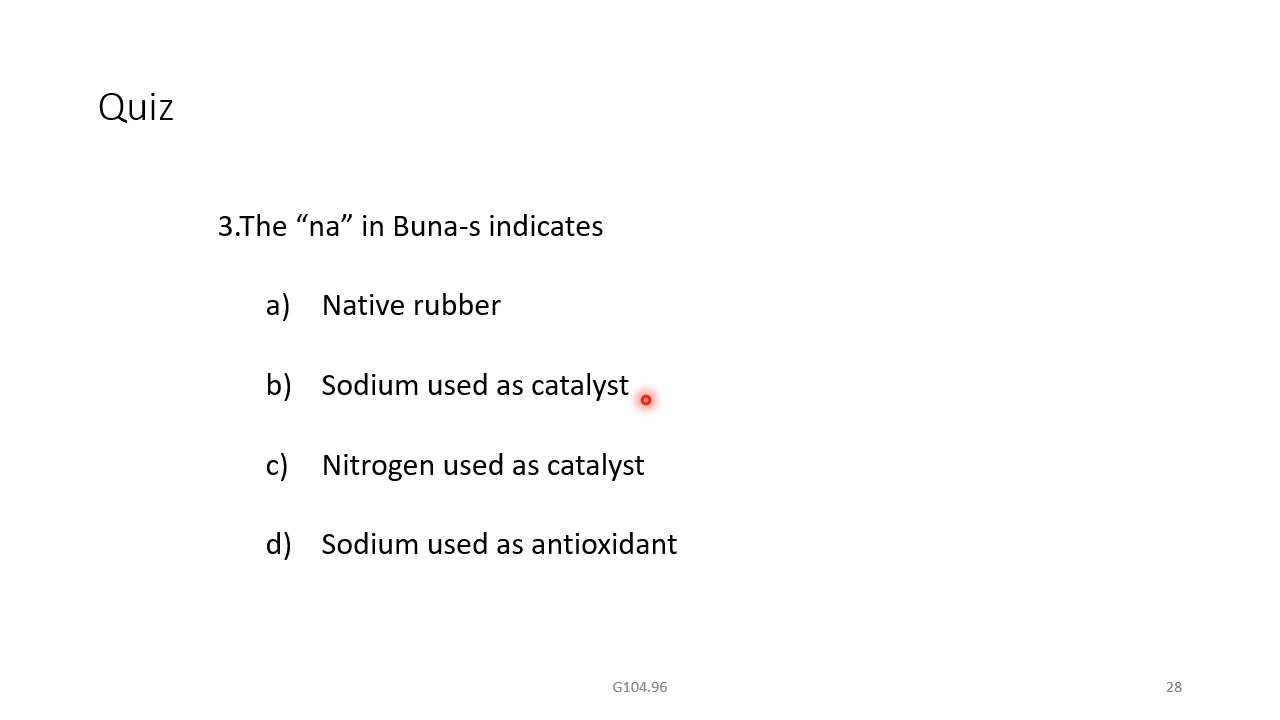 Quiz
3.The “na” in Buna-s indicates
a) Native rubber
b) Sodium used as catalyst
c) Nitrogen used as catalyst
d) Sodium used as antioxidant
G104.96
28